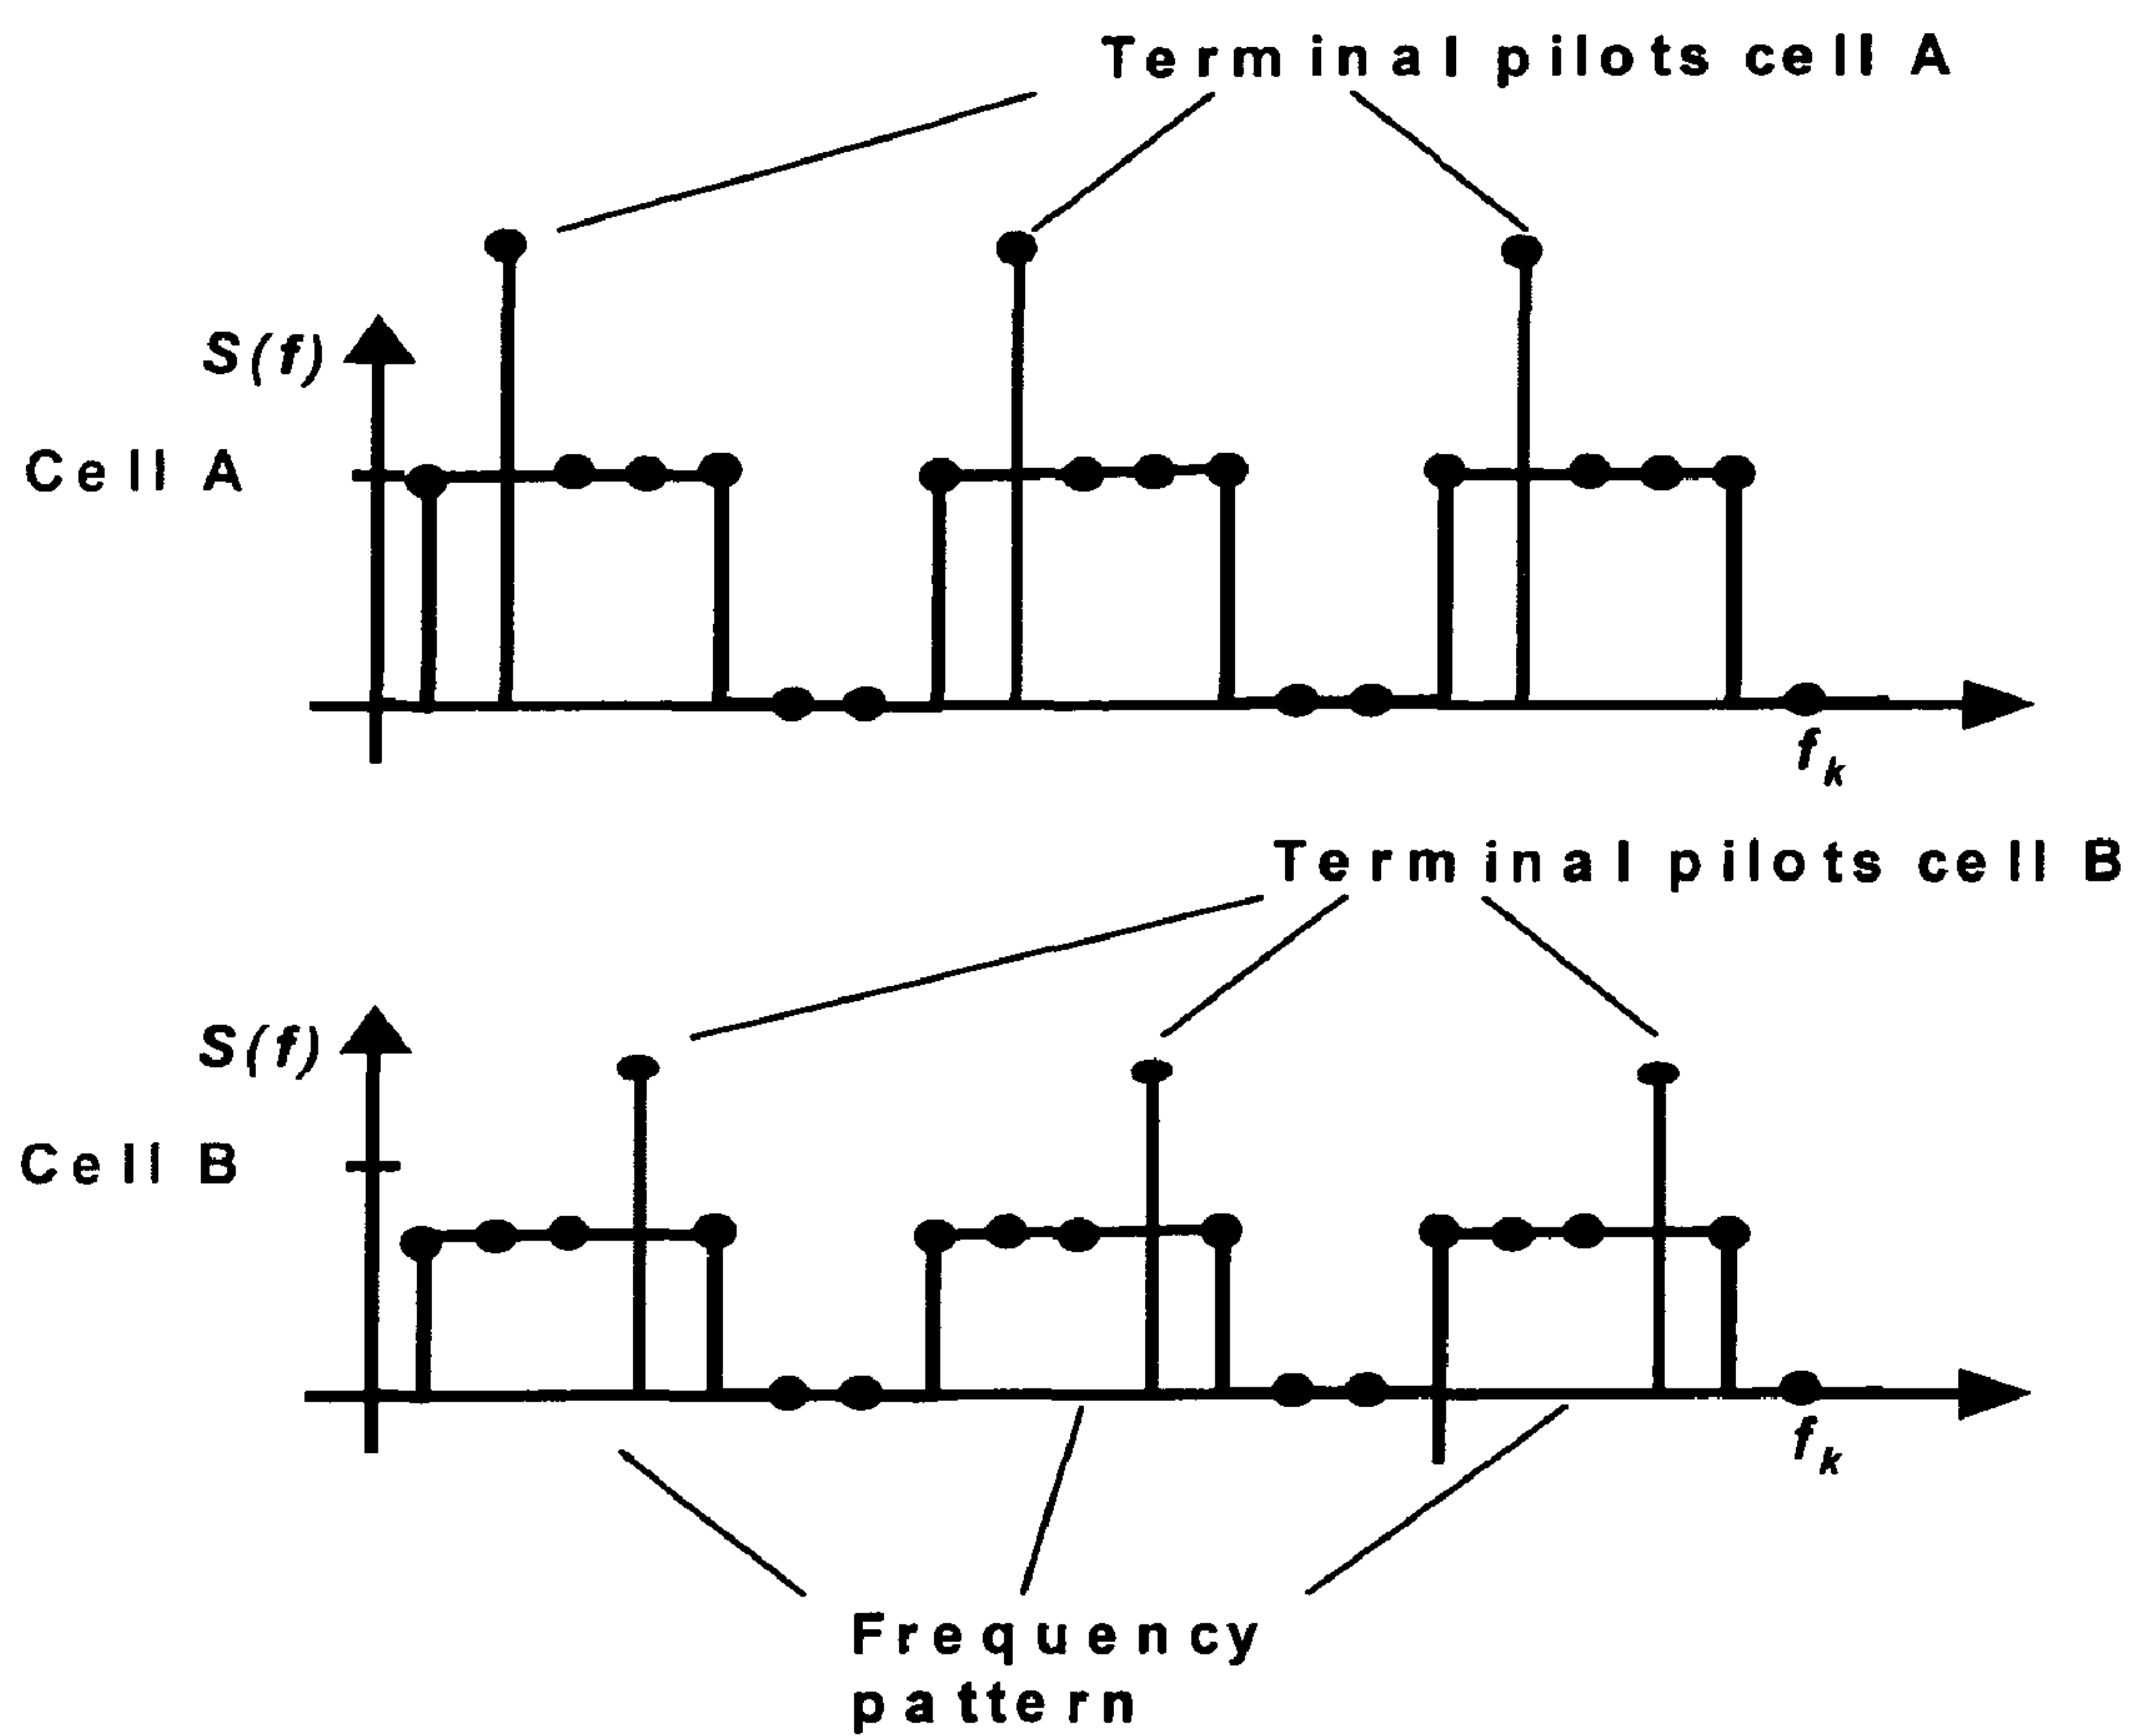 Terminal pilots cell A
S(f)
Cell A
f_k
Terminal pilots cell B
S(f)
Cell B
f_k
Frequency
pattern